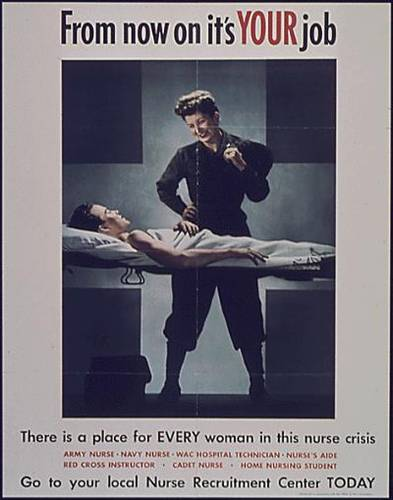 From now on it's YOUR job
There is a place for EVERY woman in this nurse crisis
ARMY NURSE · NAVY NURSE · WAC HOSPITAL TECHNICIAN · NURSE'S AIDE
RED CROSS INSTRUCTOR · CADET NURSE · HOME NURSING STUDENT
Go to your local Nurse Recruitment Center TODAY